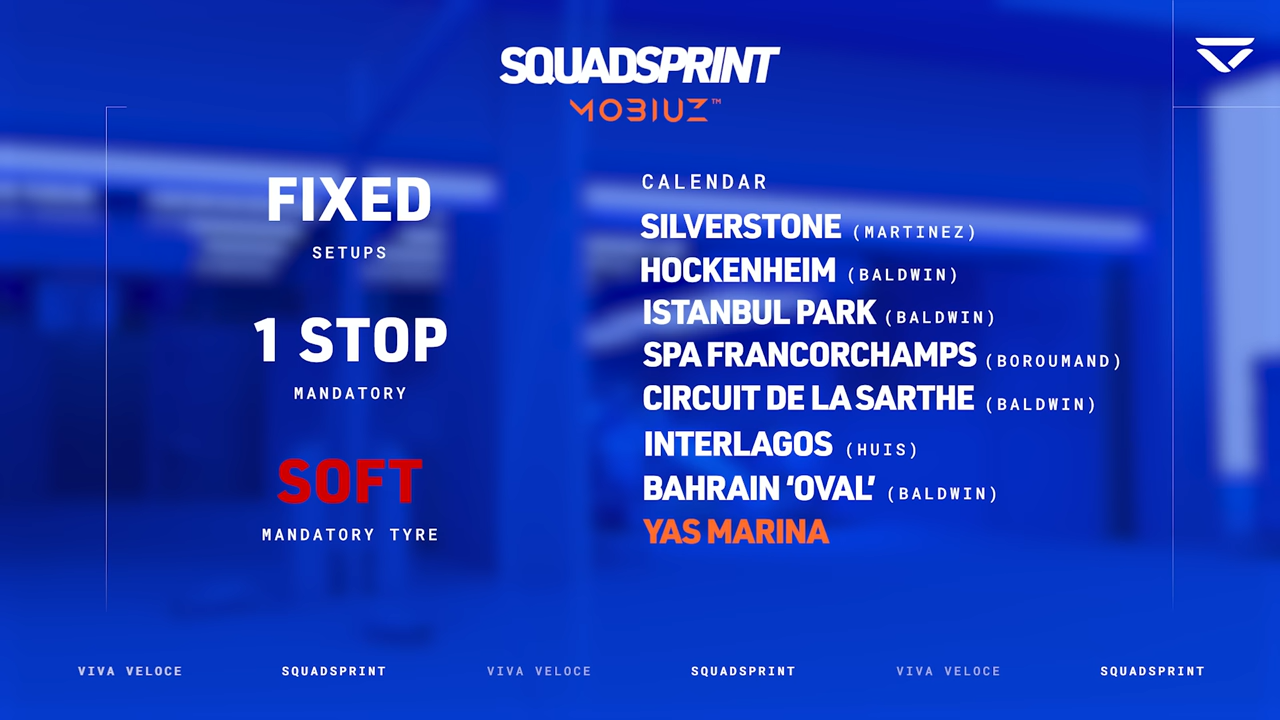 SQUADSPRINT
MOBIUZ™
FIXED
SETUPS
1 STOP
MANDATORY
SOFT
MANDATORY TYRE
CALENDAR
SILVERSTONE (MARTINEZ)
HOCKENHEIM (BALDWIN)
ISTANBUL PARK (BALDWIN)
SPA FRANCORCHAMPS (BOROUMAND)
CIRCUIT DE LA SARTHE (BALDWIN)
INTERLAGOS (HUIS)
BAHRAIN ‘OVAL’ (BALDWIN)
YAS MARINA
VIVA VELOCE SQUADSPRINT VIVA VELOCE SQUADSPRINT VIVA VELOCE SQUADSPRINT